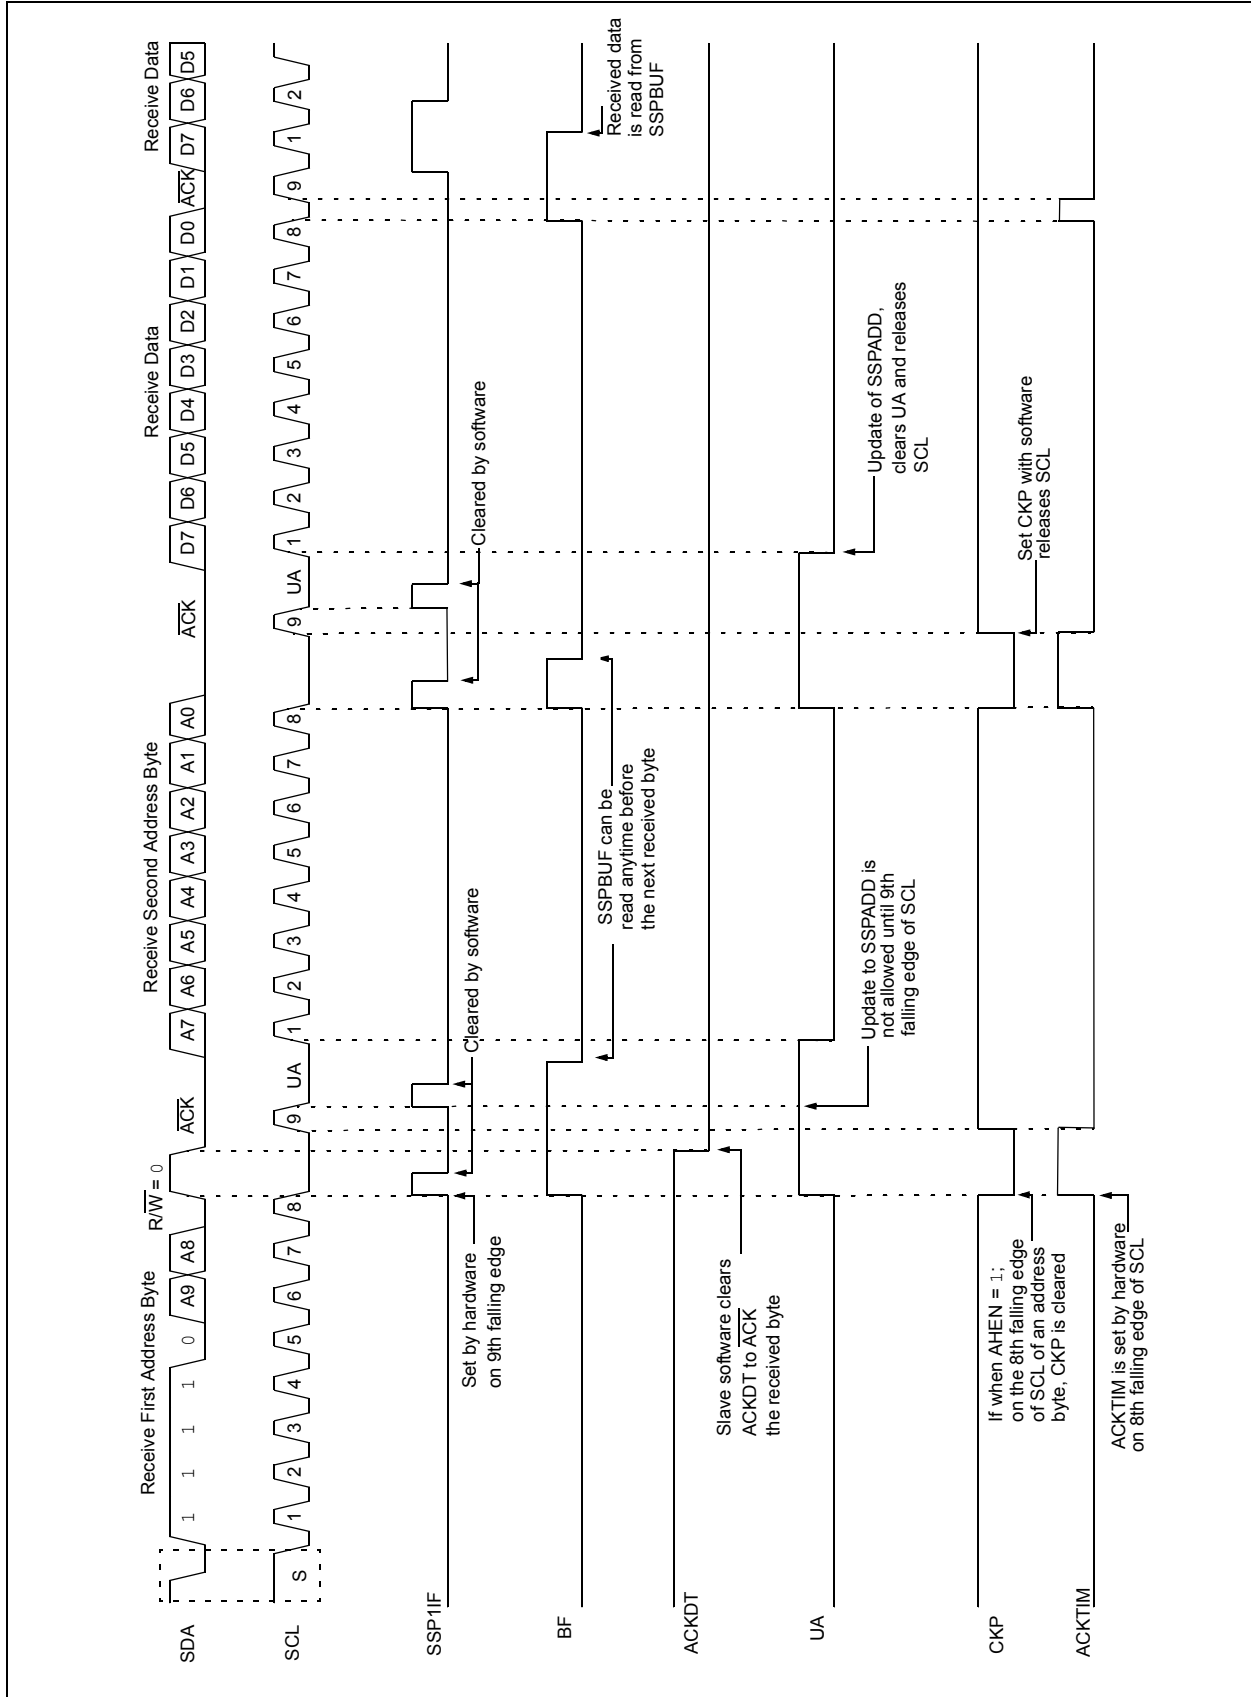 Receive First Address Byte
R/W = 0
Receive Second Address Byte
Receive Data
Receive Data
SDA
1 1 1 1 0 A9 A8
ACK
A7 A6 A5 A4 A3 A2 A1 A0
ACK
D7 D6 D5 D4 D3 D2 D1 D0
ACK
D7 D6 D5
SCL
S
1 2 3 4 5 6 7 8 9 UA 1 2 3 4 5 6 7 8 9 UA 1 2 3 4 5 6 7 8 9 1 2
SSP1IF
Set by hardware
on 9th falling edge
Cleared by software
Cleared by software
BF
SSPBUF can be
read anytime before
the next received byte
Received data
is read from
SSPBUF
ACKDT
Slave software clears
ACKDT to ACK
the received byte
UA
Update to SSPADD is
not allowed until 9th
falling edge of SCL
Update of SSPADD,
clears UA and releases
SCL
CKP
If when AHEN = 1;
on the 8th falling edge
of SCL of an address
byte, CKP is cleared
Set CKP with software
releases SCL
ACKTIM
ACKTIM is set by hardware
on 8th falling edge of SCL